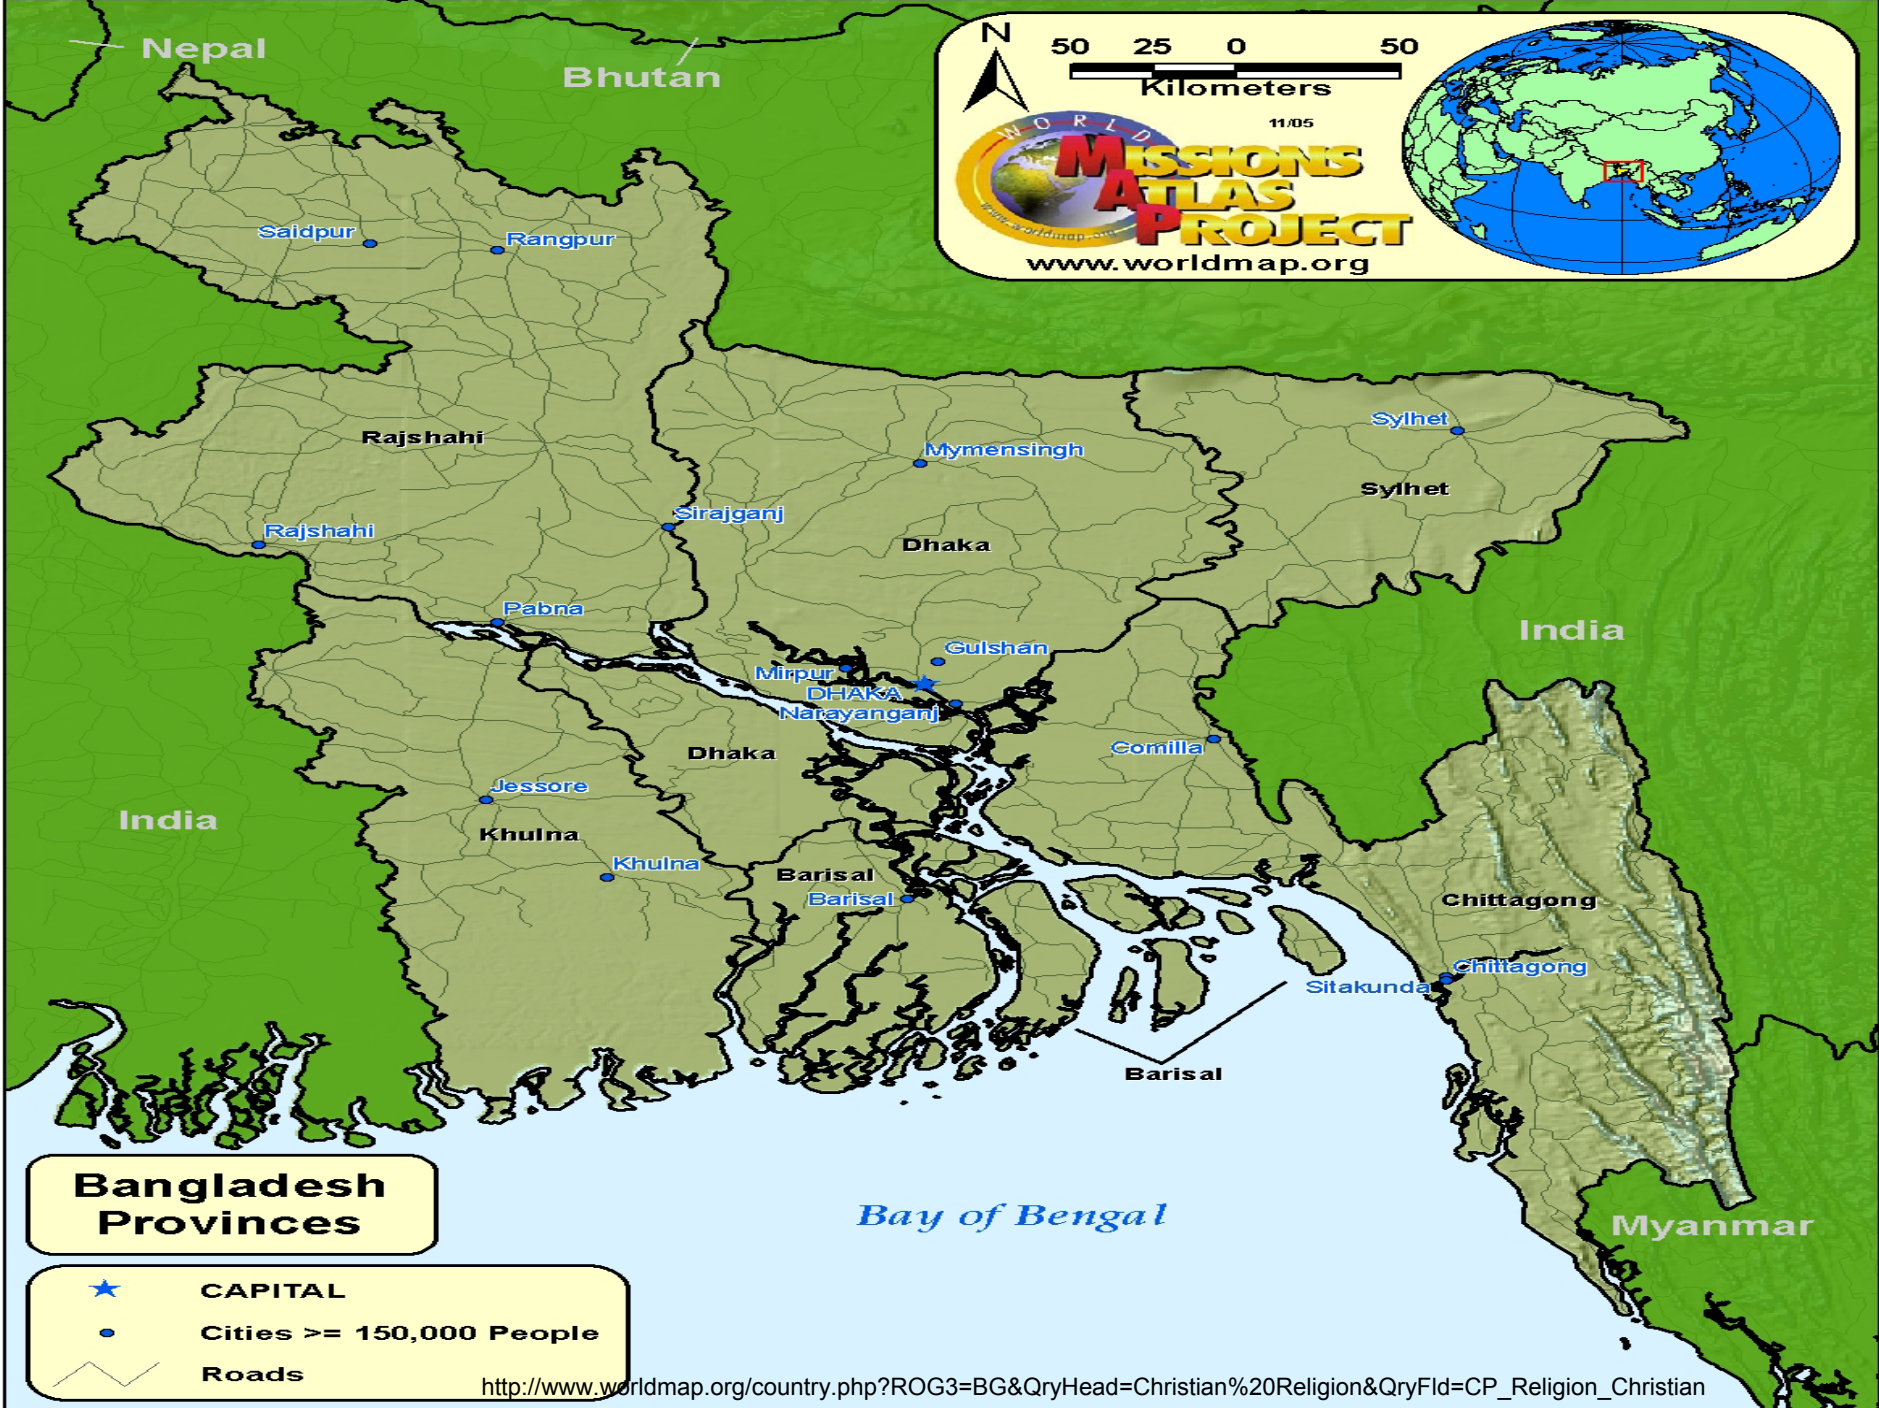 Nepal
Bhutan
N
50 25 0 50
Kilometers
11/05
WORLD
MISSIONS
ATLAS
PROJECT
www.worldmap.org
www.worldmap.org
Saidpur
Rangpur
Rajshahi
Mymensingh
Sylhet
Sylhet
Sirajganj
Rajshahi
Dhaka
Pabna
India
Gulshan
Mirpur
DHAKA
Narayanganj
Dhaka
Comilla
Jessore
India
Khulna
Khulna
Barisal
Barisal
Chittagong
Chittagong
Sitakunda
Barisal
Bay of Bengal
Myanmar
Bangladesh
Provinces
CAPITAL
Cities >= 150,000 People
Roads
http://www.worldmap.org/country.php?ROG3=BG&QryHead=Christian%20Religion&QryFld=CP_Religion_Christian